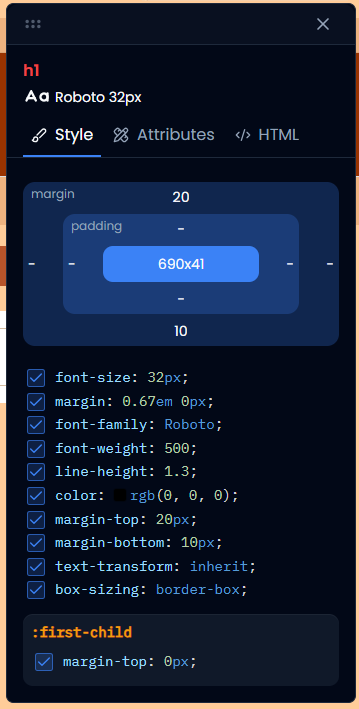 h1
Aa Roboto 32px
Style Attributes </> HTML
margin
20
padding
-
- - 690x41 - -
-
10
font-size: 32px;
margin: 0.67em 0px;
font-family: Roboto;
font-weight: 500;
line-height: 1.3;
color: rgb(0, 0, 0);
margin-top: 20px;
margin-bottom: 10px;
text-transform: inherit;
box-sizing: border-box;
:first-child
margin-top: 0px;